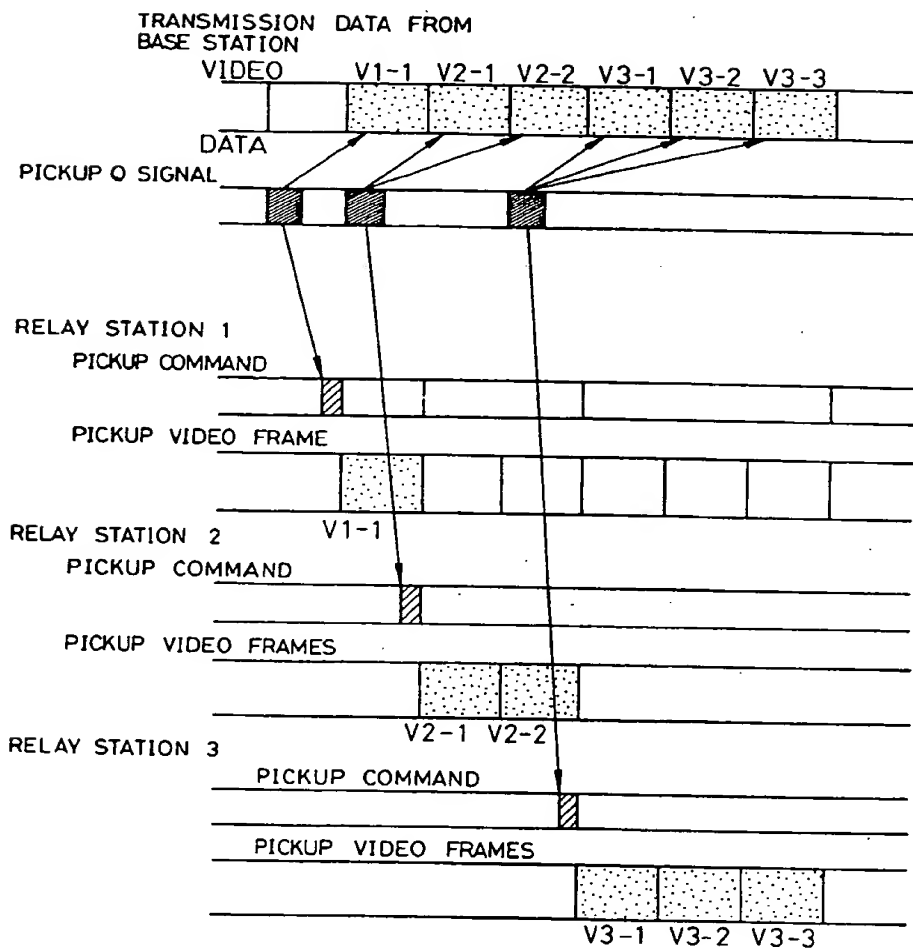 TRANSMISSION DATA FROM
BASE STATION
VIDEO V1-1 V2-1 V2-2 V3-1 V3-2 V3-3
DATA
PICKUP Q SIGNAL
RELAY STATION 1
PICKUP COMMAND
PICKUP VIDEO FRAME
V1-1
RELAY STATION 2
PICKUP COMMAND
PICKUP VIDEO FRAMES
V2-1 V2-2
RELAY STATION 3
PICKUP COMMAND
PICKUP VIDEO FRAMES
V3-1 V3-2 V3-3